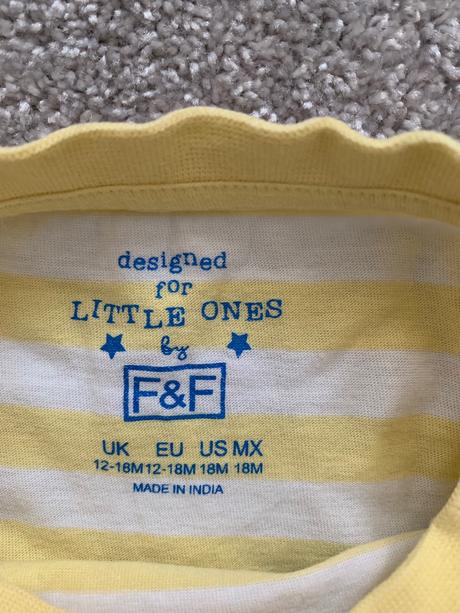 designed
for
LITTLE ONES
by
F&F
UK EU US MX
12-18M 12-18M 18M 18M
MADE IN INDIA